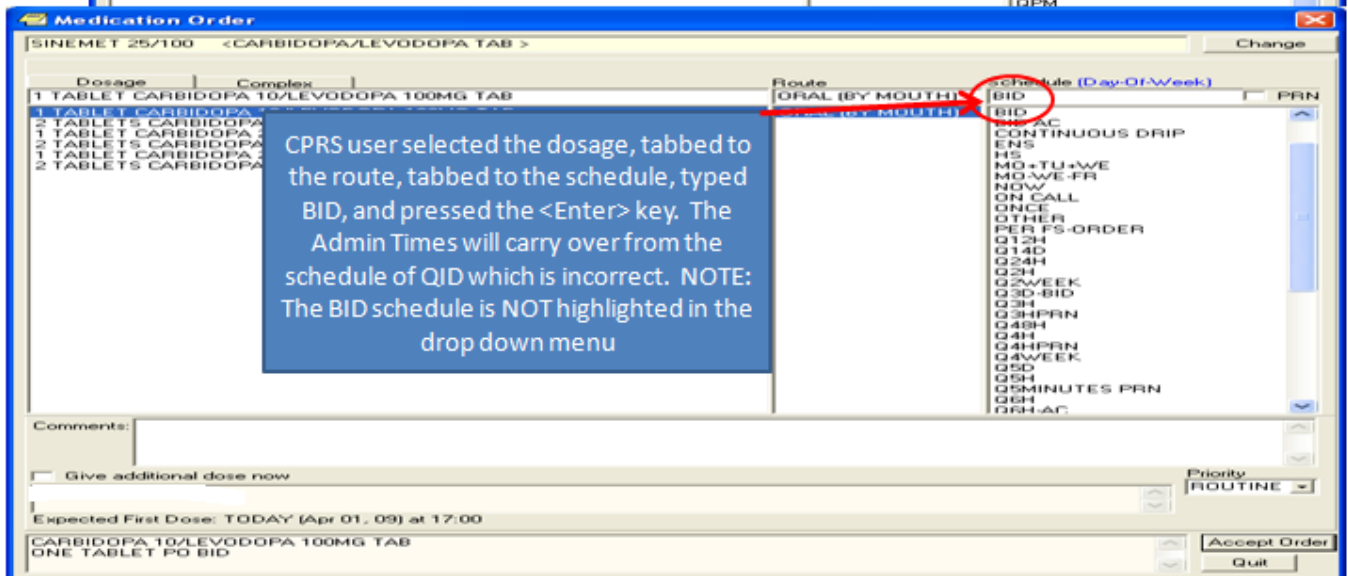 QPM
Medication Order
SINEMET 25/100 <CARBIDOPA/LEVODOPA TAB >
Change
Dosage Complex
Route
Schedule (Day-Of-Week)
1 TABLET CARBIDOPA 10/LEVODOPA 100MG TAB
ORAL (BY MOUTH)
BID
PRN
1 TABLET CARBIDOPA
2 TABLETS CARBIDOPA
1 TABLET CARBIDOPA 2
2 TABLETS CARBIDOPA
1 TABLET CARBIDOPA 2
2 TABLETS CARBIDOPA
ORAL (BY MOUTH)
CPRS user selected the dosage, tabbed to
the route, tabbed to the schedule, typed
BID, and pressed the <Enter> key. The
Admin Times will carry over from the
schedule of QID which is incorrect. NOTE:
The BID schedule is NOT highlighted in the
drop down menu
BID
BID AC
CONTINUOUS DRIP
ENS
HS
MO+TU+WE
MO-WE-FR
NOW
ON CALL
ONCE
OTHER
PER FS-ORDER
Q12H
Q14D
Q24H
Q2H
Q2WEEK
Q3D-BID
Q3H
Q3HPRN
Q48H
Q4H
Q4HPRN
Q4WEEK
Q5D
Q5H
Q5MINUTES PRN
Q6H
Q6H-AC
Comments:
Give additional dose now
Priority
ROUTINE
Expected First Dose: TODAY (Apr 01, 09) at 17:00
CARBIDOPA 10/LEVODOPA 100MG TAB
ONE TABLET PO BID
Accept Order
Quit